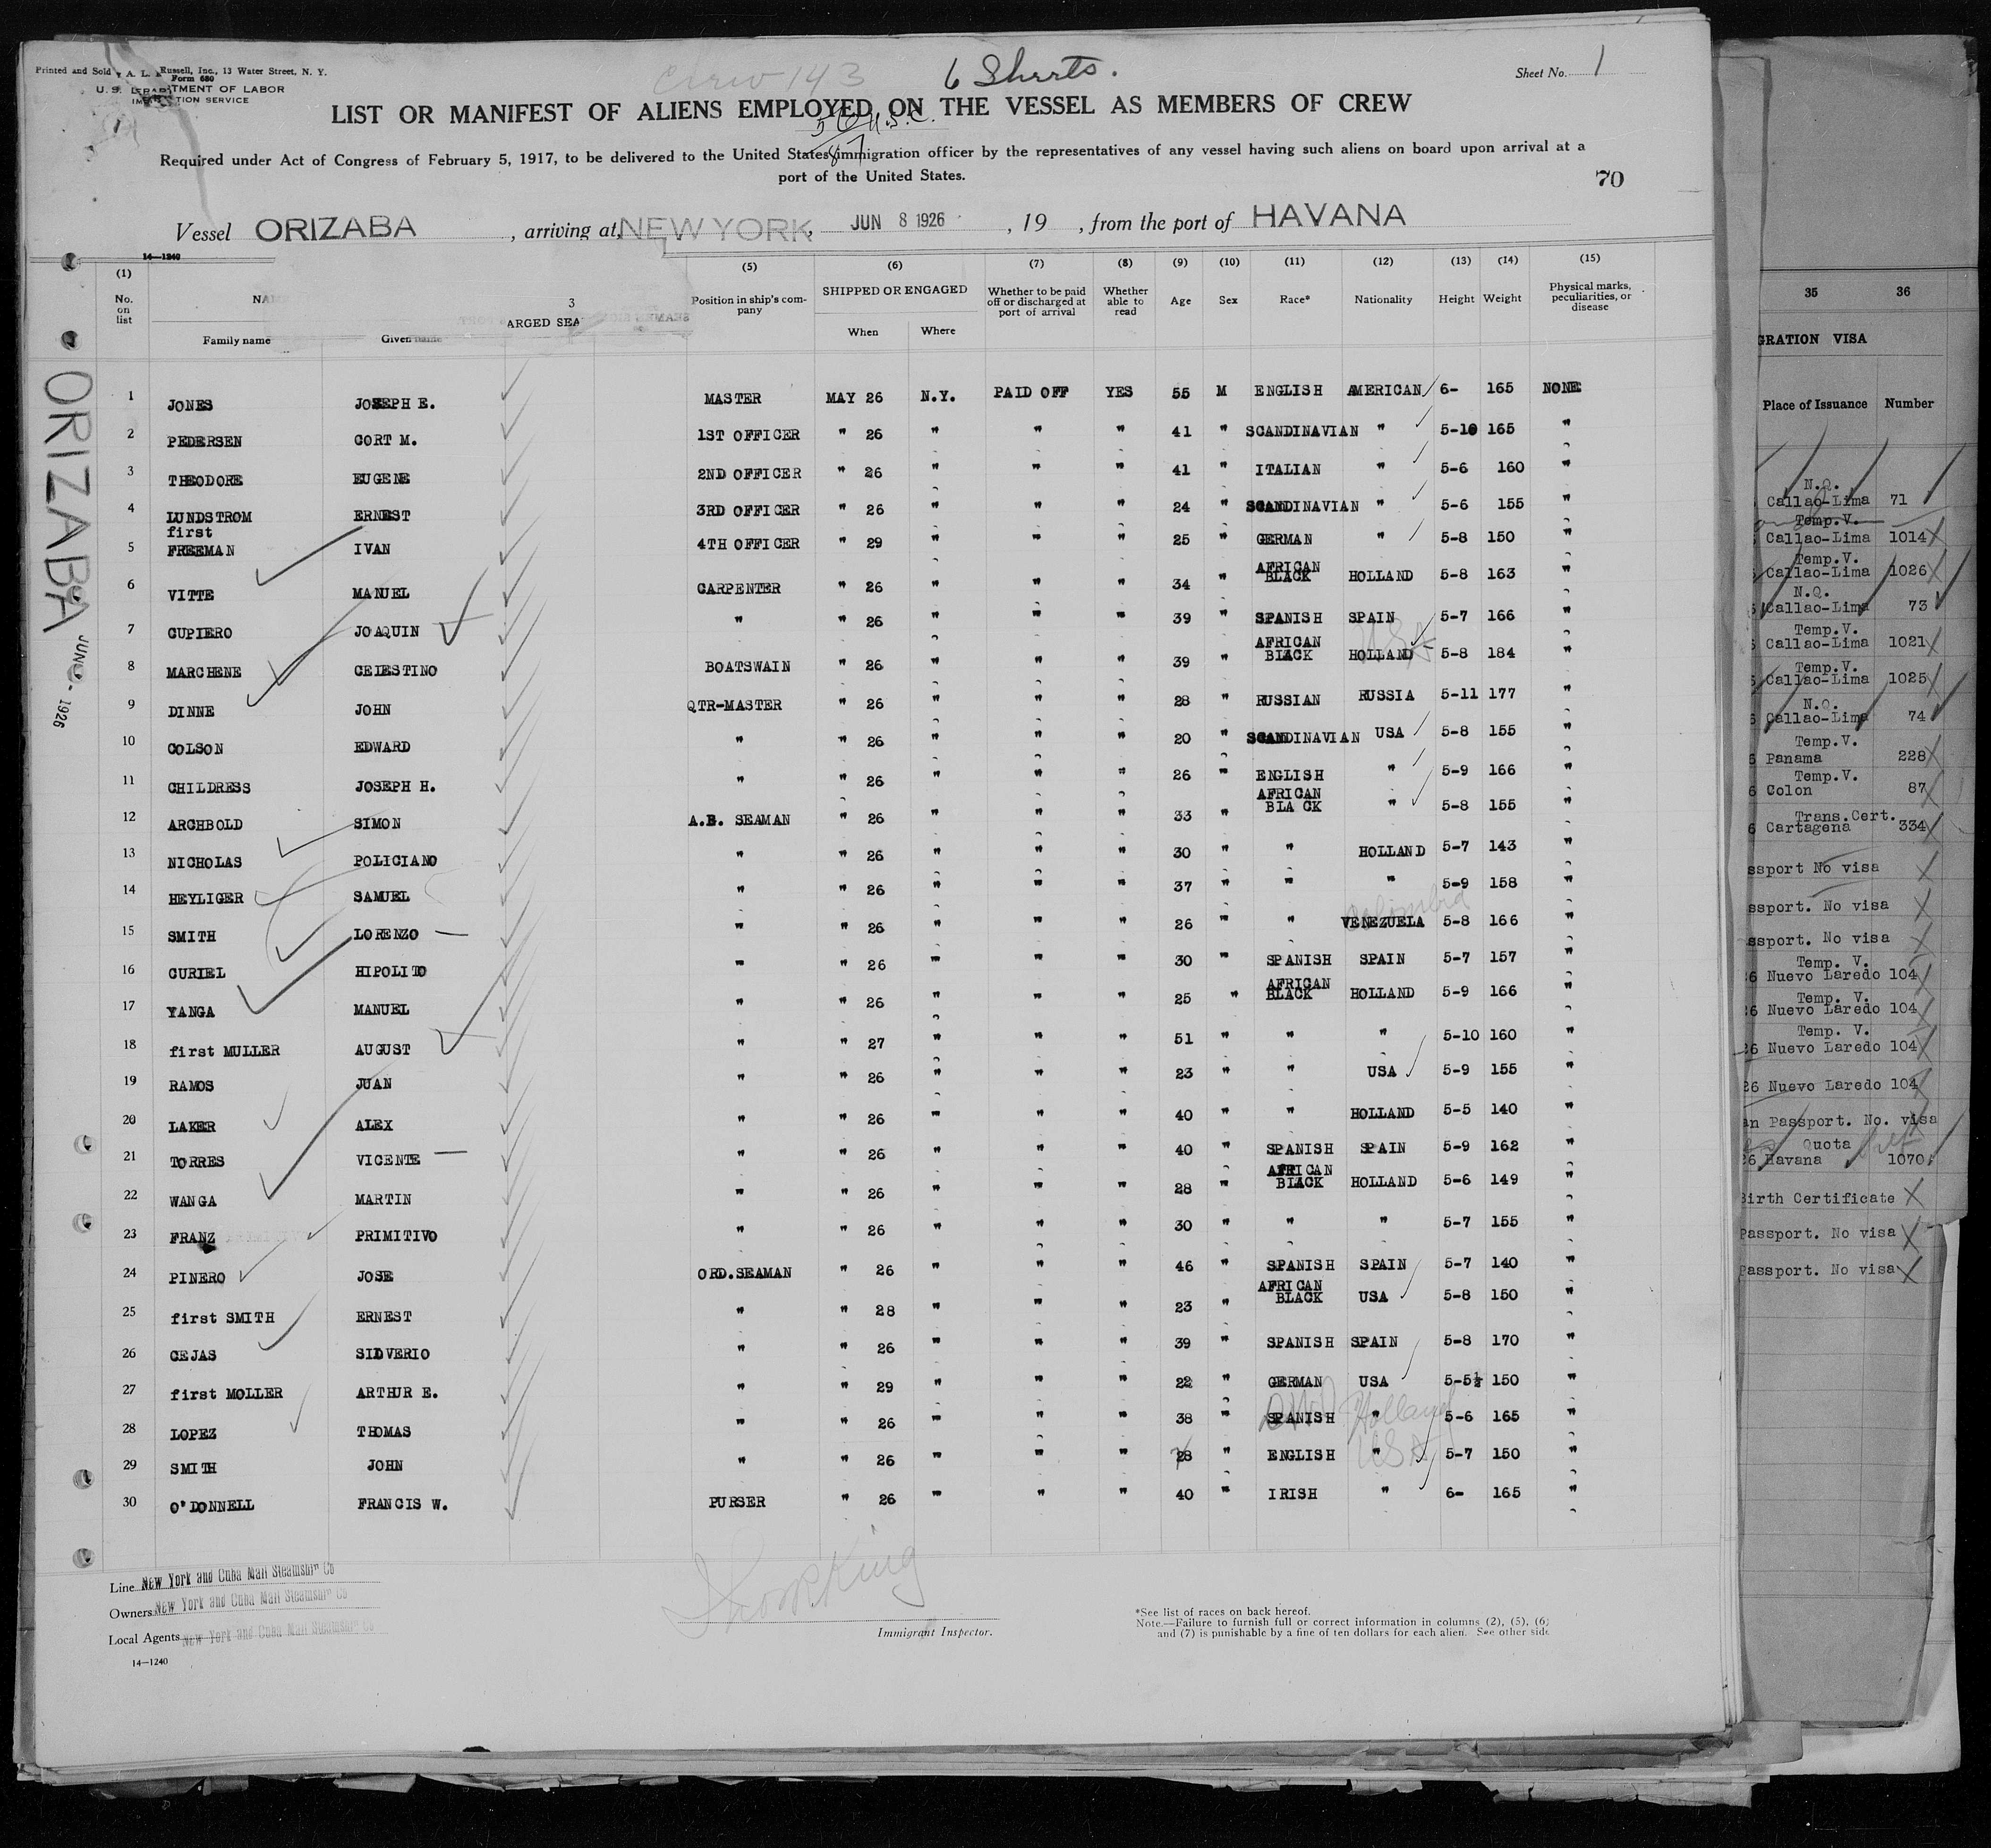 Printed and Sold by A. L. Russell, Inc., 13 Water Street, N. Y.
Form 680
U. S. DEPARTMENT OF LABOR
IMMIGRATION SERVICE
Crew 143
6 Sheets.
Sheet No. 1
LIST OR MANIFEST OF ALIENS EMPLOYED ON THE VESSEL AS MEMBERS OF CREW
56 U.S.C.
87
Required under Act of Congress of February 5, 1917, to be delivered to the United States immigration officer by the representatives of any vessel having such aliens on board upon arrival at a
port of the United States.
70
Vessel ORIZABA , arriving at, NEW YORK , JUN 8 1926 , 19 , from the port of HAVANA
14—1240
(1) (5) (6) (7) (8) (9) (10) (11) (12) (13) (14) (15)
No. on list
NA
Family name
Given name
3
ARGED SEA
Position in ship's company
SHIPPED OR ENGAGED
When
Where
Whether to be paid off or discharged at port of arrival
Whether able to read
Age
Sex
Race*
Nationality
Height
Weight
Physical marks, peculiarities, or disease
1 JONES JOSEPH E. MASTER MAY 26 N.Y. PAID OFF YES 55 M ENGLISH AMERICAN 6- 165 NONE
2 PEDERSEN CORT M. 1ST OFFICER " 26 " " " 41 " SCANDINAVIAN " 5-10 165 "
3 THEODORE EUGENE 2ND OFFICER " 26 " " " 41 " ITALIAN " 5-6 160 "
4 LUNDSTROM ERNEST 3RD OFFICER " 26 " " " 24 " SCANDINAVIAN " 5-6 155 "
first
5 FREEMAN IVAN 4TH OFFICER " 29 " " " 25 " GERMAN " 5-8 150 "
6 VITTE MANUEL CARPENTER " 26 " " " 34 " AFRICAN BLACK HOLLAND 5-8 163 "
7 CUPIERO JOAQUIN " " 26 " " " 39 " SPANISH SPAIN 5-7 166 "
USA
8 MARCHENE CELESTINO BOATSWAIN " 26 " " " 39 " AFRICAN BLACK HOLLAND 5-8 184 "
9 DINNE JOHN QTR-MASTER " 26 " " " 28 " RUSSIAN RUSSIA 5-11 177 "
10 COLSON EDWARD " " 26 " " " 20 " SCANDINAVIAN USA 5-8 155 "
11 CHILDRESS JOSEPH H. " " 26 " " " 26 " ENGLISH " 5-9 166 "
12 ARCHBOLD SIMON A.B. SEAMAN " 26 " " " 33 " AFRICAN BLACK " 5-8 155 "
13 NICHOLAS POLICIANO " " 26 " " " 30 " " HOLLAND 5-7 143 "
14 HEYLIGER SAMUEL " " 26 " " " 37 " " " 5-9 158 "
Colombia
15 SMITH LORENZO " " 26 " " " 26 " " VENEZUELA 5-8 166 "
16 CURIEL HIPOLITO " " 26 " " " 30 " SPANISH SPAIN 5-7 157 "
17 YANGA MANUEL " " 26 " " " 25 " AFRICAN BLACK HOLLAND 5-9 166 "
18 first MULLER AUGUST " " 27 " " " 51 " " " 5-10 160 "
19 RAMOS JUAN " " 26 " " " 23 " " USA 5-9 155 "
20 LAKER ALEX " " 26 " " " 40 " " HOLLAND 5-5 140 "
21 TORRES VICENTE " " 26 " " " 40 " SPANISH SPAIN 5-9 162 "
22 WANGA MARTIN " " 26 " " " 28 " AFRICAN BLACK HOLLAND 5-6 149 "
23 FRANZ PRIMITIVO " " 26 " " " 30 " " " 5-7 155 "
24 PINERO JOSE ORD.SEAMAN " 26 " " " 46 " SPANISH SPAIN 5-7 140 "
25 first SMITH ERNEST " " 28 " " " 23 " AFRICAN BLACK USA 5-8 150 "
26 CEJAS SIDVERIO " " 26 " " " 39 " SPANISH SPAIN 5-8 170 "
27 first MOLLER ARTHUR E. " " 29 " " " 22 " GERMAN USA 5-5½ 150 "
28 LOPEZ THOMAS " " 26 " " " 38 " SPANISH " Holland 5-6 165 "
29 SMITH JOHN " " 26 " " " 28 " ENGLISH " USA 5-7 150 "
30 O'DONNELL FRANCIS W. PURSER " 26 " " " 40 " IRISH " 6- 165 "
Line New York and Cuba Mail Steamship Co
Owners New York and Cuba Mail Steamship Co
Local Agents New York and Cuba Mail Steamship Co
14—1240
Immigrant Inspector.
*See list of races on back hereof.
Note.—Failure to furnish full or correct information in columns (2), (5), (6)
and (7) is punishable by a fine of ten dollars for each alien. See other side
ORIZABA
JUN 8 - 1926
35 36
GRATION VISA
Place of Issuance Number
N.Q.
Callao-Lima 71
Temp.V.
Callao-Lima 1014
Temp.V.
Callao-Lima 1026
N.Q.
Callao-Lima 73
Temp.V.
Callao-Lima 1021
Temp.V.
Callao-Lima 1025
N.Q.
Callao-Lima 74
Temp.V.
6 Panama 228
Temp.V.
6 Colon 87
Trans.Cert.
6 Cartagena 334
ssport No visa
ssport. No visa
ssport. No visa
Temp. V.
26 Nuevo Laredo 104
Temp. V.
26 Nuevo Laredo 104
Temp. V.
26 Nuevo Laredo 104
26 Nuevo Laredo 104
an Passport. No. visa
Quota
26 Havana 1070
Birth Certificate
Passport. No visa
Passport. No visa